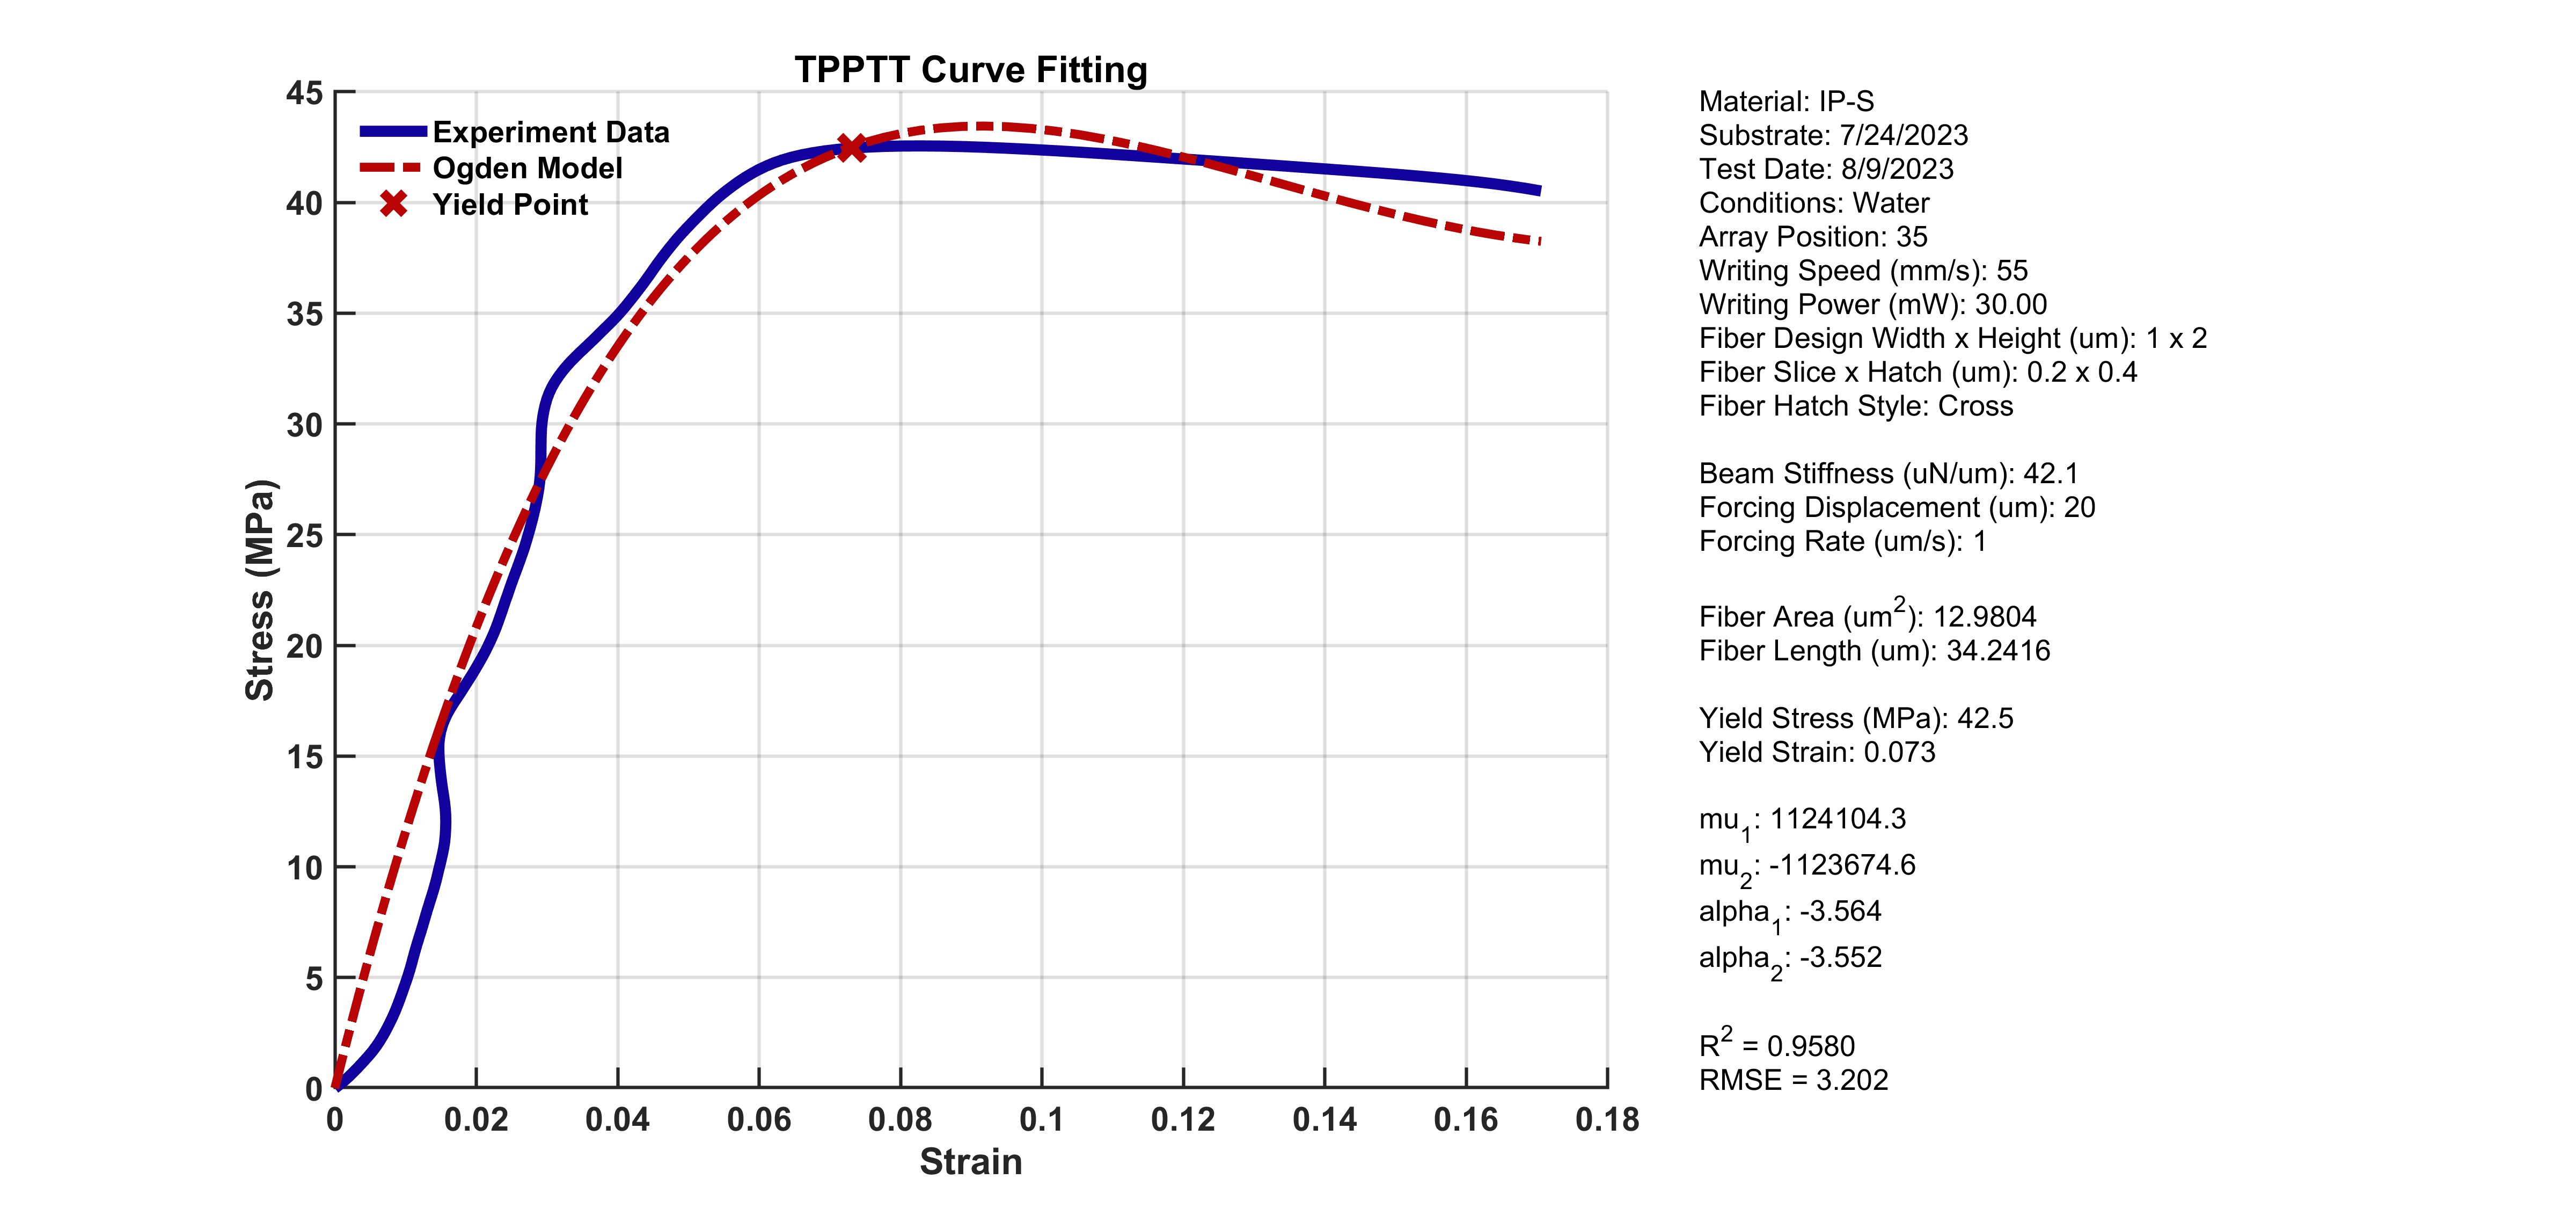 TPPTT Curve Fitting
45
40
35
30
25
20
15
10
5
0
Stress (MPa)
Experiment Data
Ogden Model
Yield Point
0 0.02 0.04 0.06 0.08 0.1 0.12 0.14 0.16 0.18
Strain
Material: IP-S
Substrate: 7/24/2023
Test Date: 8/9/2023
Conditions: Water
Array Position: 35
Writing Speed (mm/s): 55
Writing Power (mW): 30.00
Fiber Design Width x Height (um): 1 x 2
Fiber Slice x Hatch (um): 0.2 x 0.4
Fiber Hatch Style: Cross
Beam Stiffness (uN/um): 42.1
Forcing Displacement (um): 20
Forcing Rate (um/s): 1
Fiber Area (um²): 12.9804
Fiber Length (um): 34.2416
Yield Stress (MPa): 42.5
Yield Strain: 0.073
mu₁: 1124104.3
mu₂: -1123674.6
alpha₁: -3.564
alpha₂: -3.552
R² = 0.9580
RMSE = 3.202